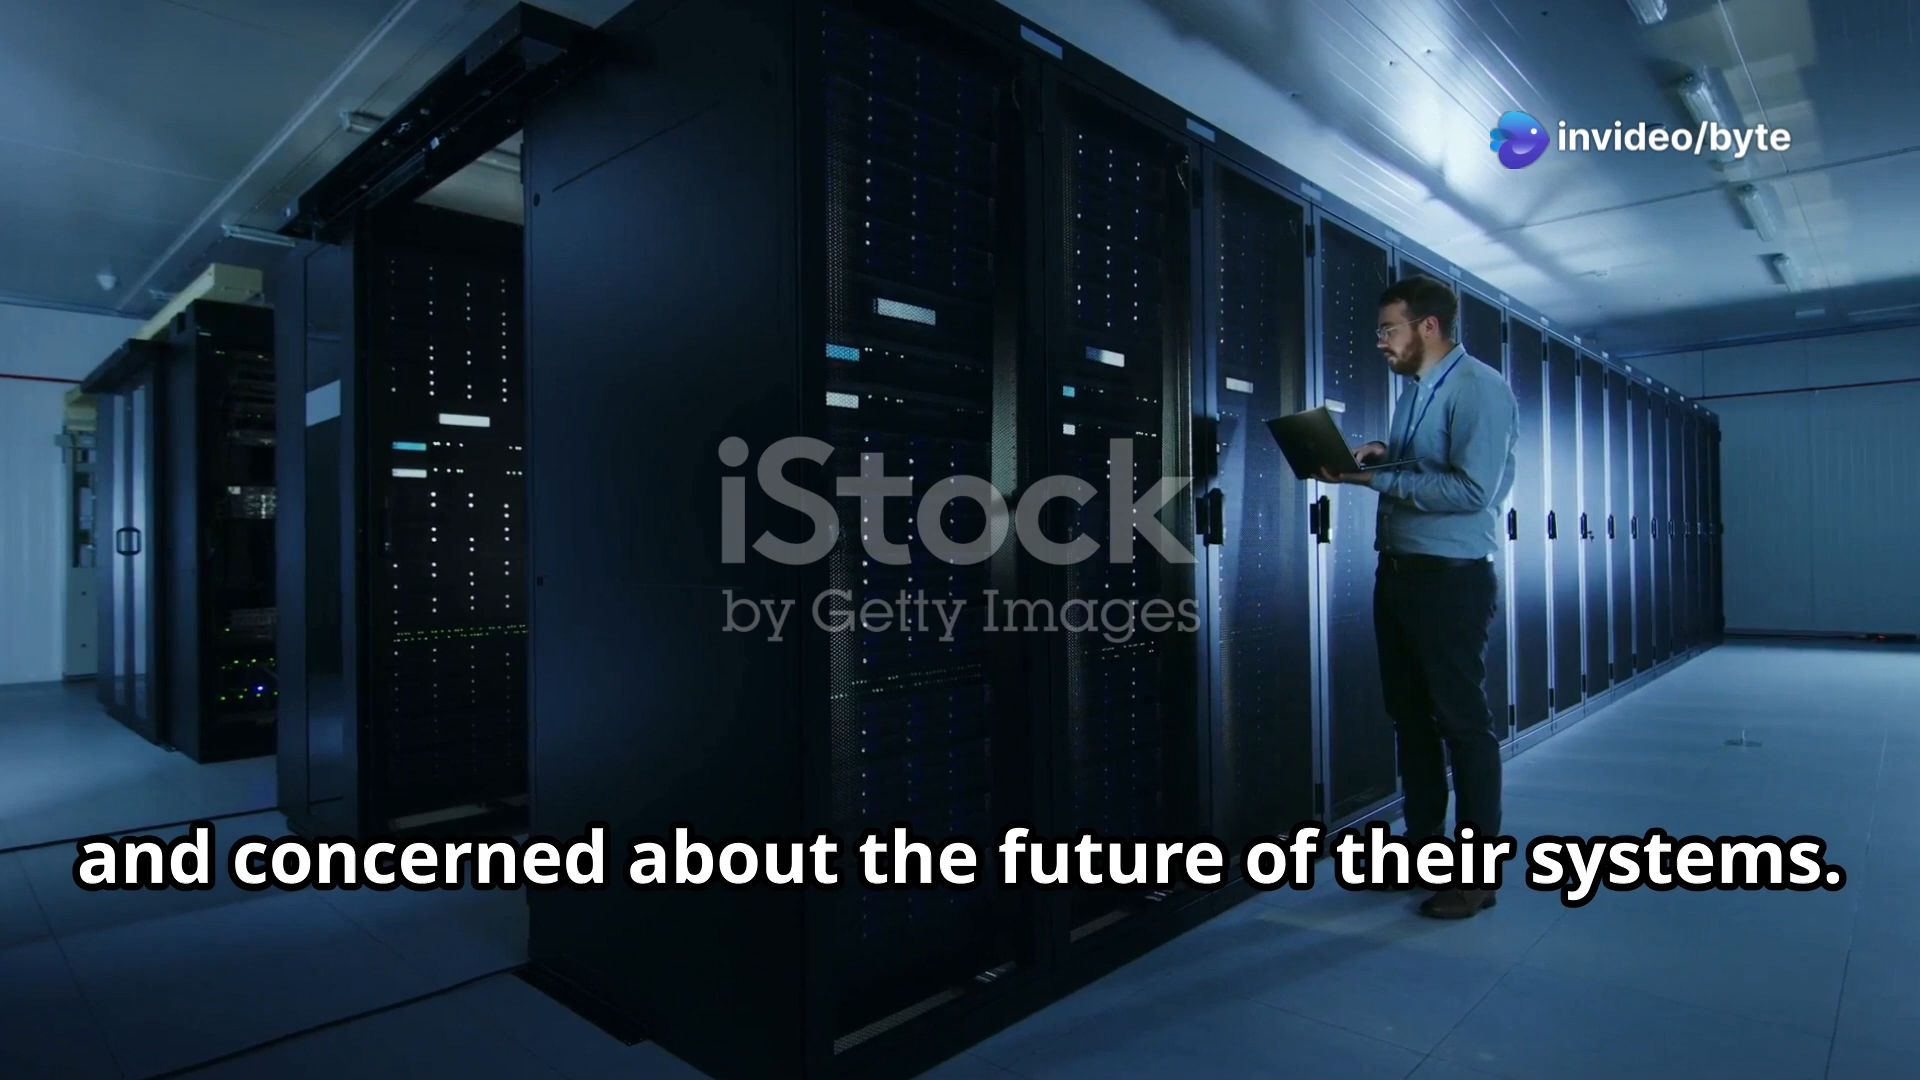 invideo/byte
iStock
by Getty Images
and concerned about the future of their systems.